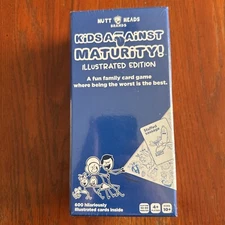 NUTT HEADS
KiDS AGAiNST
MATURiTY!
ILLUSTRATED EDITION
A fun family card game
where being the worst is the best.
600 hilariously
illustrated cards inside